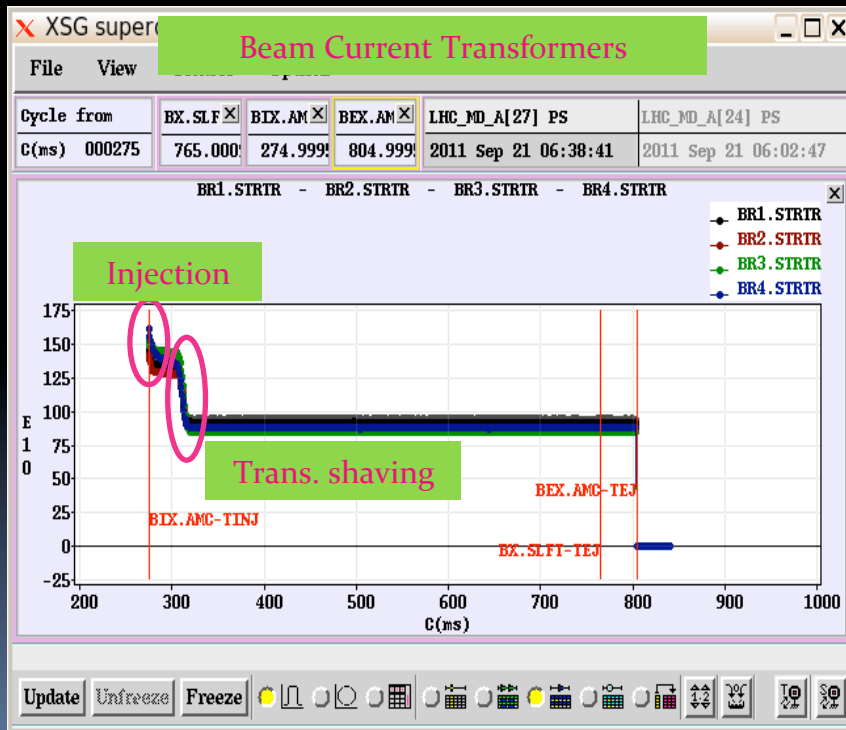 XSG super
Beam Current Transformers
File View
Cycle from BX.SLF BIX.AM BEX.AM LHC_MD_A[27] PS LHC_MD_A[24] PS
C(ms) 000275 765.000 274.999 804.999 2011 Sep 21 06:38:41 2011 Sep 21 06:02:47
BR1.STRTR - BR2.STRTR - BR3.STRTR - BR4.STRTR
BR1.STRTR
BR2.STRTR
BR3.STRTR
BR4.STRTR
Injection
175
150
125
100
75
50
25
0
-25
E10
Trans. shaving
BEX.AMC-TEJ
BIX.AMC-TINJ
BX.SLFT-TEJ
200 300 400 500 600 700 800 900 1000
C(ms)
Update Unfreeze Freeze